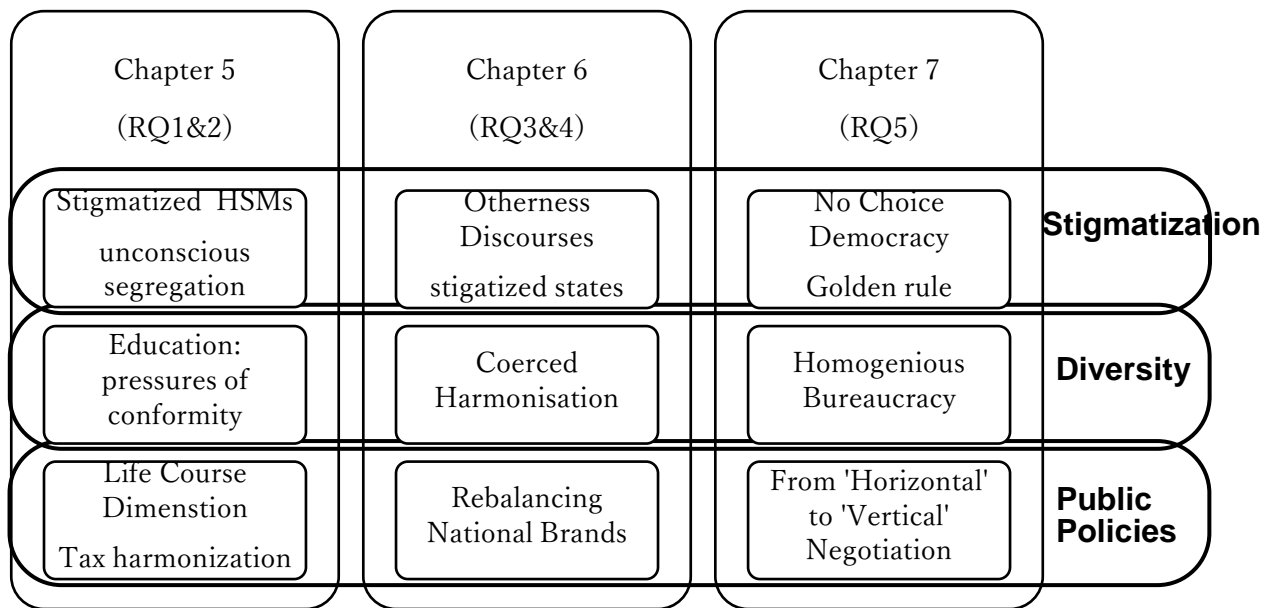 Chapter 5
(RQ1&2)
Chapter 6
(RQ3&4)
Chapter 7
(RQ5)
Stigmatized HSMs
unconscious
segregation
Otherness
Discourses
stigatized states
No Choice
Democracy
Golden rule
Stigmatization
Education:
pressures of
conformity
Coerced
Harmonisation
Homogenious
Bureaucracy
Diversity
Life Course
Dimenstion
Tax harmonization
Rebalancing
National Brands
From 'Horizontal'
to 'Vertical'
Negotiation
Public
Policies